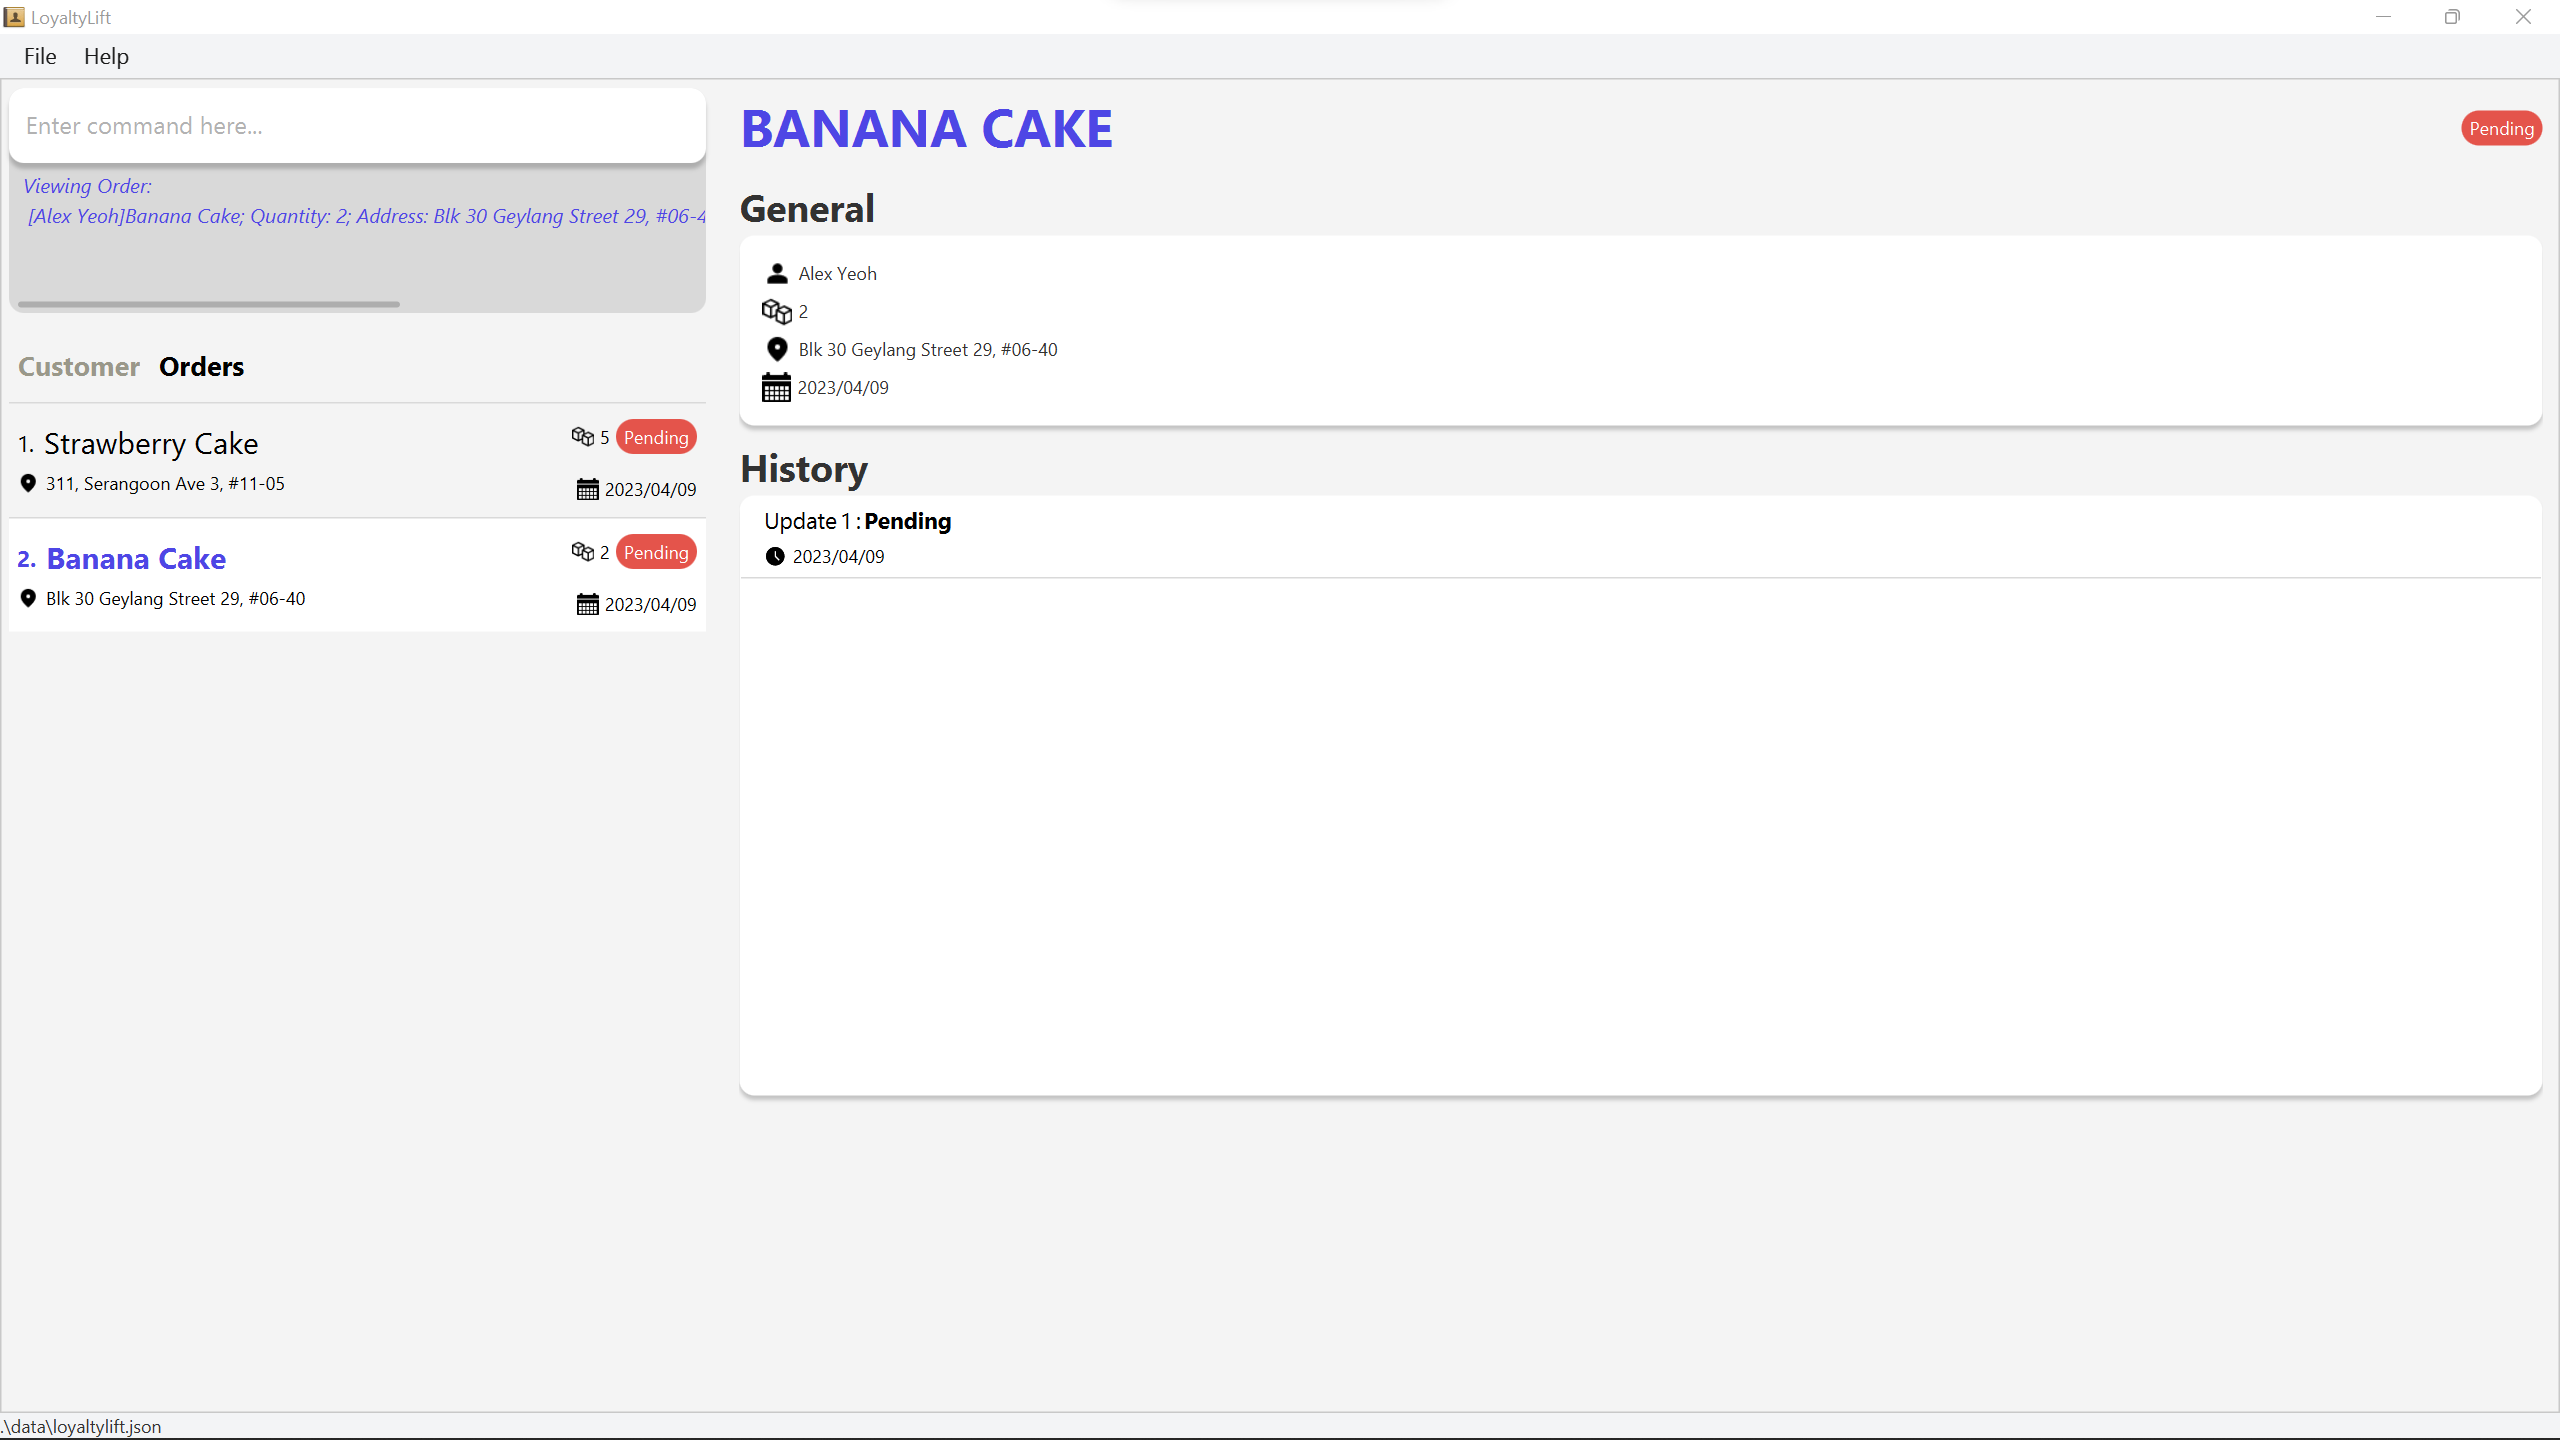 LoyaltyLift
File Help
Enter command here...
Viewing Order:
[Alex Yeoh]Banana Cake; Quantity: 2; Address: Blk 30 Geylang Street 29, #06-4
Customer Orders
1. Strawberry Cake 5 Pending
311, Serangoon Ave 3, #11-05 2023/04/09
2. Banana Cake 2 Pending
Blk 30 Geylang Street 29, #06-40 2023/04/09
BANANA CAKE Pending
General
Alex Yeoh
2
Blk 30 Geylang Street 29, #06-40
2023/04/09
History
Update 1 : Pending
2023/04/09
.\data\loyaltylift.json